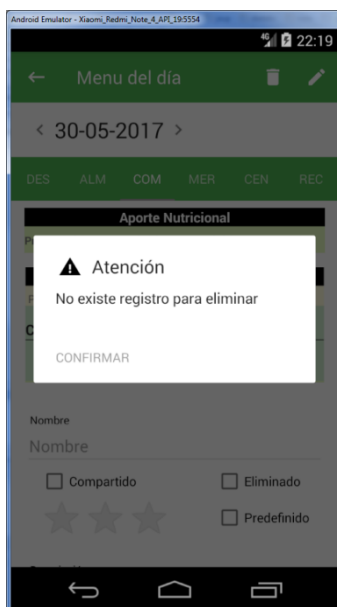 Android Emulator - Xiaomi_Redmi_Note_4_API_19:5554
4G 22:19
Menu del día
< 30-05-2017 >
DES ALM COM MER CEN REC
Aporte Nutricional
Atención
No existe registro para eliminar
CONFIRMAR
Nombre
Nombre
Compartido Eliminado
Predefinido